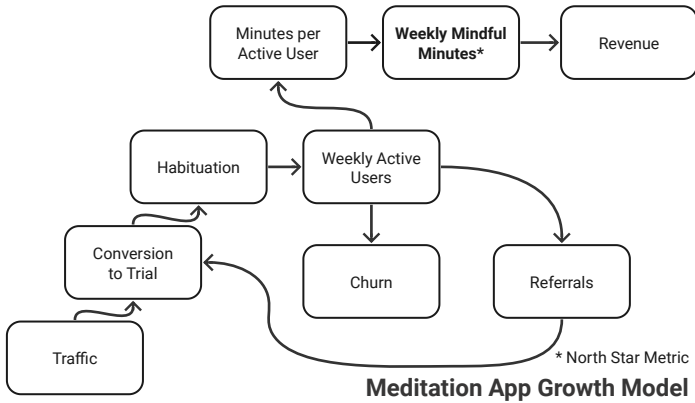 Minutes per
Active User
Weekly Mindful
Minutes*
Revenue
Habituation
Weekly Active
Users
Conversion
to Trial
Churn
Referrals
Traffic
* North Star Metric
Meditation App Growth Model